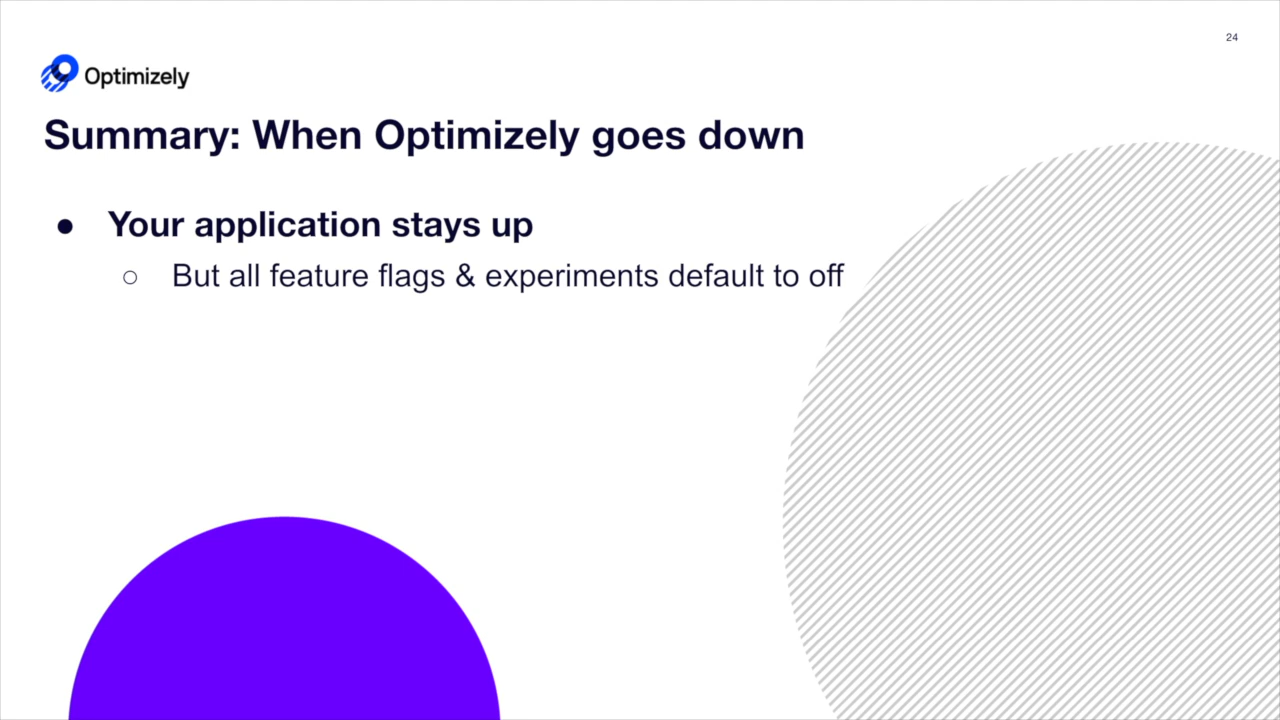 24
Optimizely
Summary: When Optimizely goes down
● Your application stays up
○ But all feature flags & experiments default to off